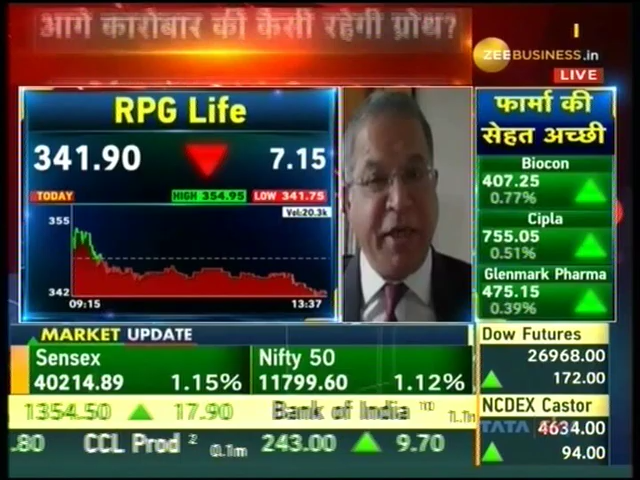 आगे कारोबार की कैसी रहेगी ग्रोथ?
ZEEBUSINESS.in
LIVE
RPG Life
341.90 ▼ 7.15
TODAY HIGH 354.95 LOW 341.75
Vol:20.3k
355
342
09:15 13:37
फार्मा की
सेहत अच्छी
Biocon
407.25 ▲
0.77%
Cipla
755.05 ▲
0.51%
Glenmark Pharma
475.15 ▲
0.39%
MARKET UPDATE
Sensex
40214.89 1.15%
Nifty 50
11799.60 1.12%
Dow Futures
26968.00
▲ 172.00
NCDEX Castor
4634.00
▲ 94.00
TATA
1354.50 ▲ 17.90 Bank of India
.80 CCL Prod 2 0.1m 243.00 ▲ 9.70